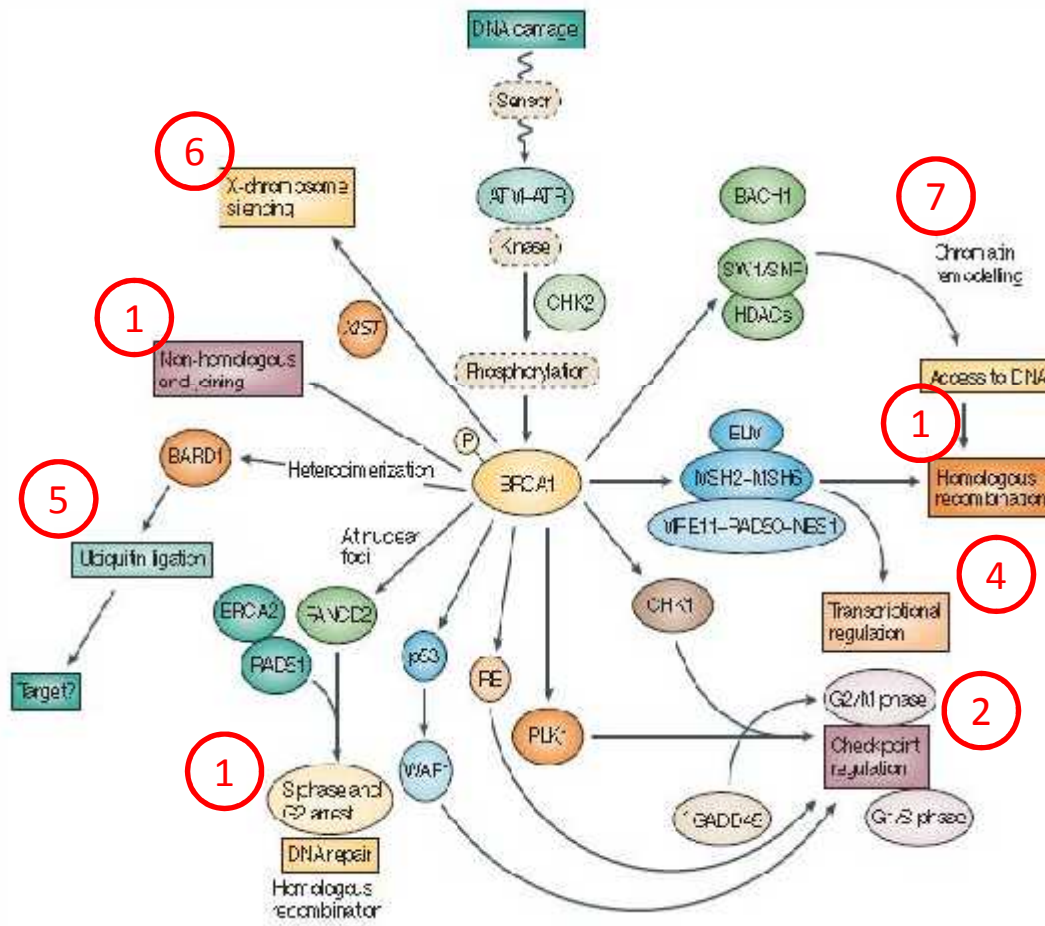 DNA damage
Sensor
6
X-chromosome
silencing
ATM–ATR
Kinase
CHK2
BACH1
7
Chromatin
remodelling
SWI/SNF
HDACs
1
XIST
Non-homologous
end joining
Phosphorylation
Access to DNA
1
P
BRCA1
BARD1
Heterodimerization
BLM
MSH2–MSH6
MRE11–RAD50–NBS1
Homologous
recombination
5
Ubiquitin ligation
At nuclear
foci
4
Transcriptional
regulation
CHK1
BRCA2
FANCD2
RAD51
p53
RB
Target?
PLK1
G2/M phase
2
Checkpoint
regulation
G1/S phase
1
S phase and
G2 arrest
WAF1
GADD45
DNA repair
Homologous
recombination